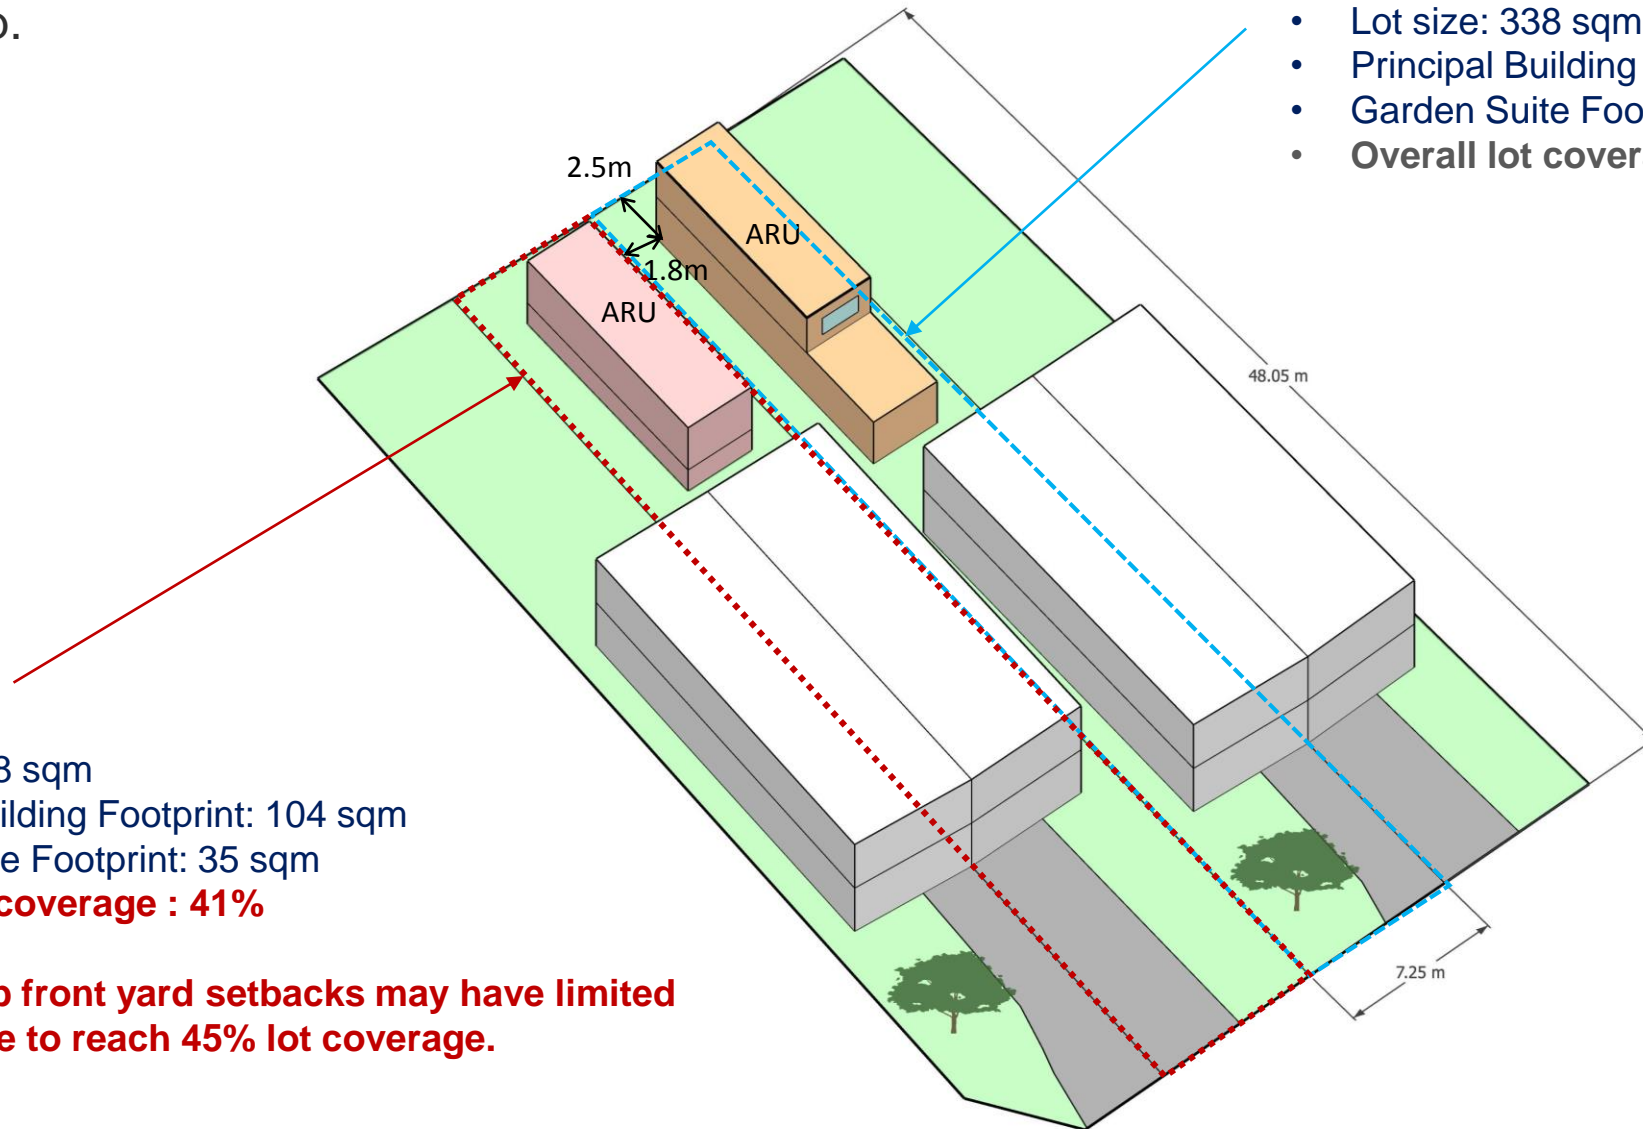 o.
• Lot size: 338 sqm
• Principal Building
• Garden Suite Foo
• Overall lot cover
2.5m
ARU
1.8m
ARU
48.05 m
8 sqm
ilding Footprint: 104 sqm
e Footprint: 35 sqm
coverage : 41%
7.25 m
p front yard setbacks may have limited
e to reach 45% lot coverage.